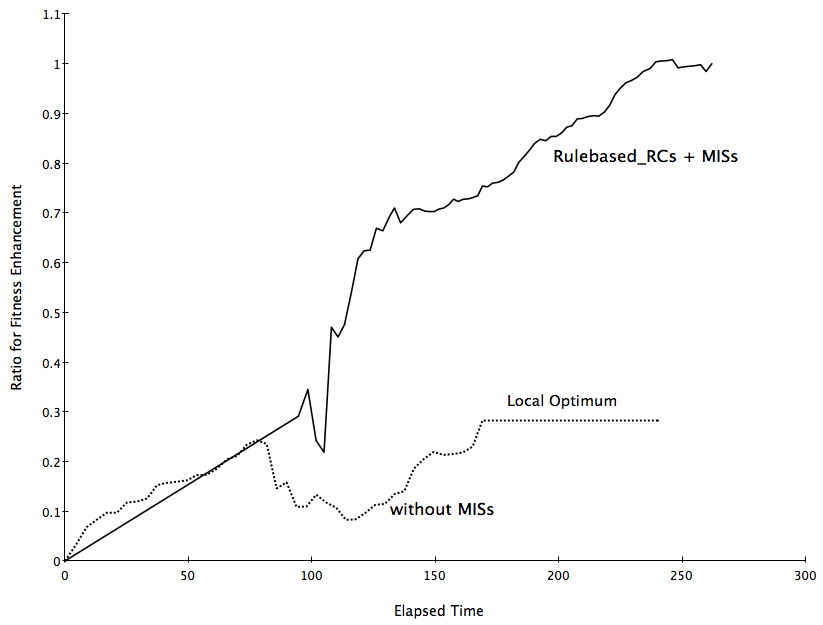 1.1
1
0.9
Rulebased_RCs + MISs
0.8
0.7
0.6
Ratio for Fitness Enhancement
0.5
0.4
Local Optimum
0.3
0.2
without MISs
0.1
0
0 50 100 150 200 250 300
Elapsed Time